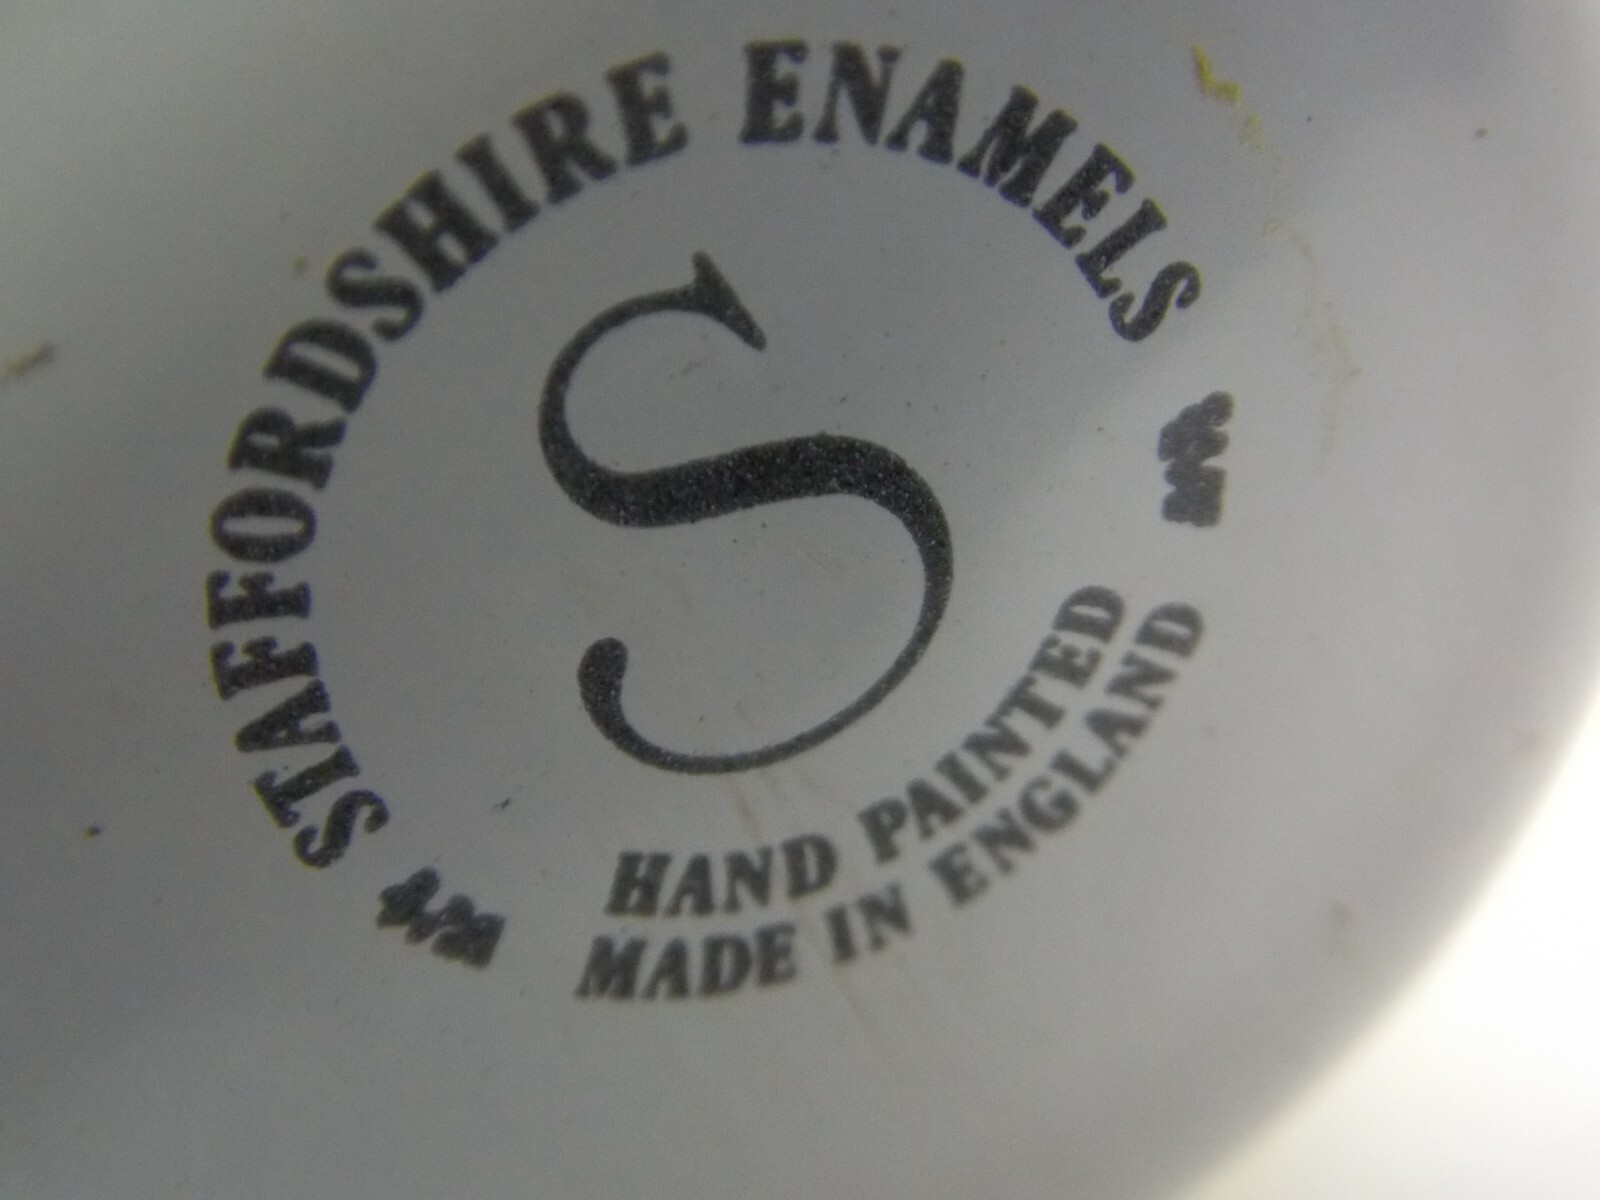 STAFFORDSHIRE ENAMELS
S
HAND PAINTED
MADE IN ENGLAND